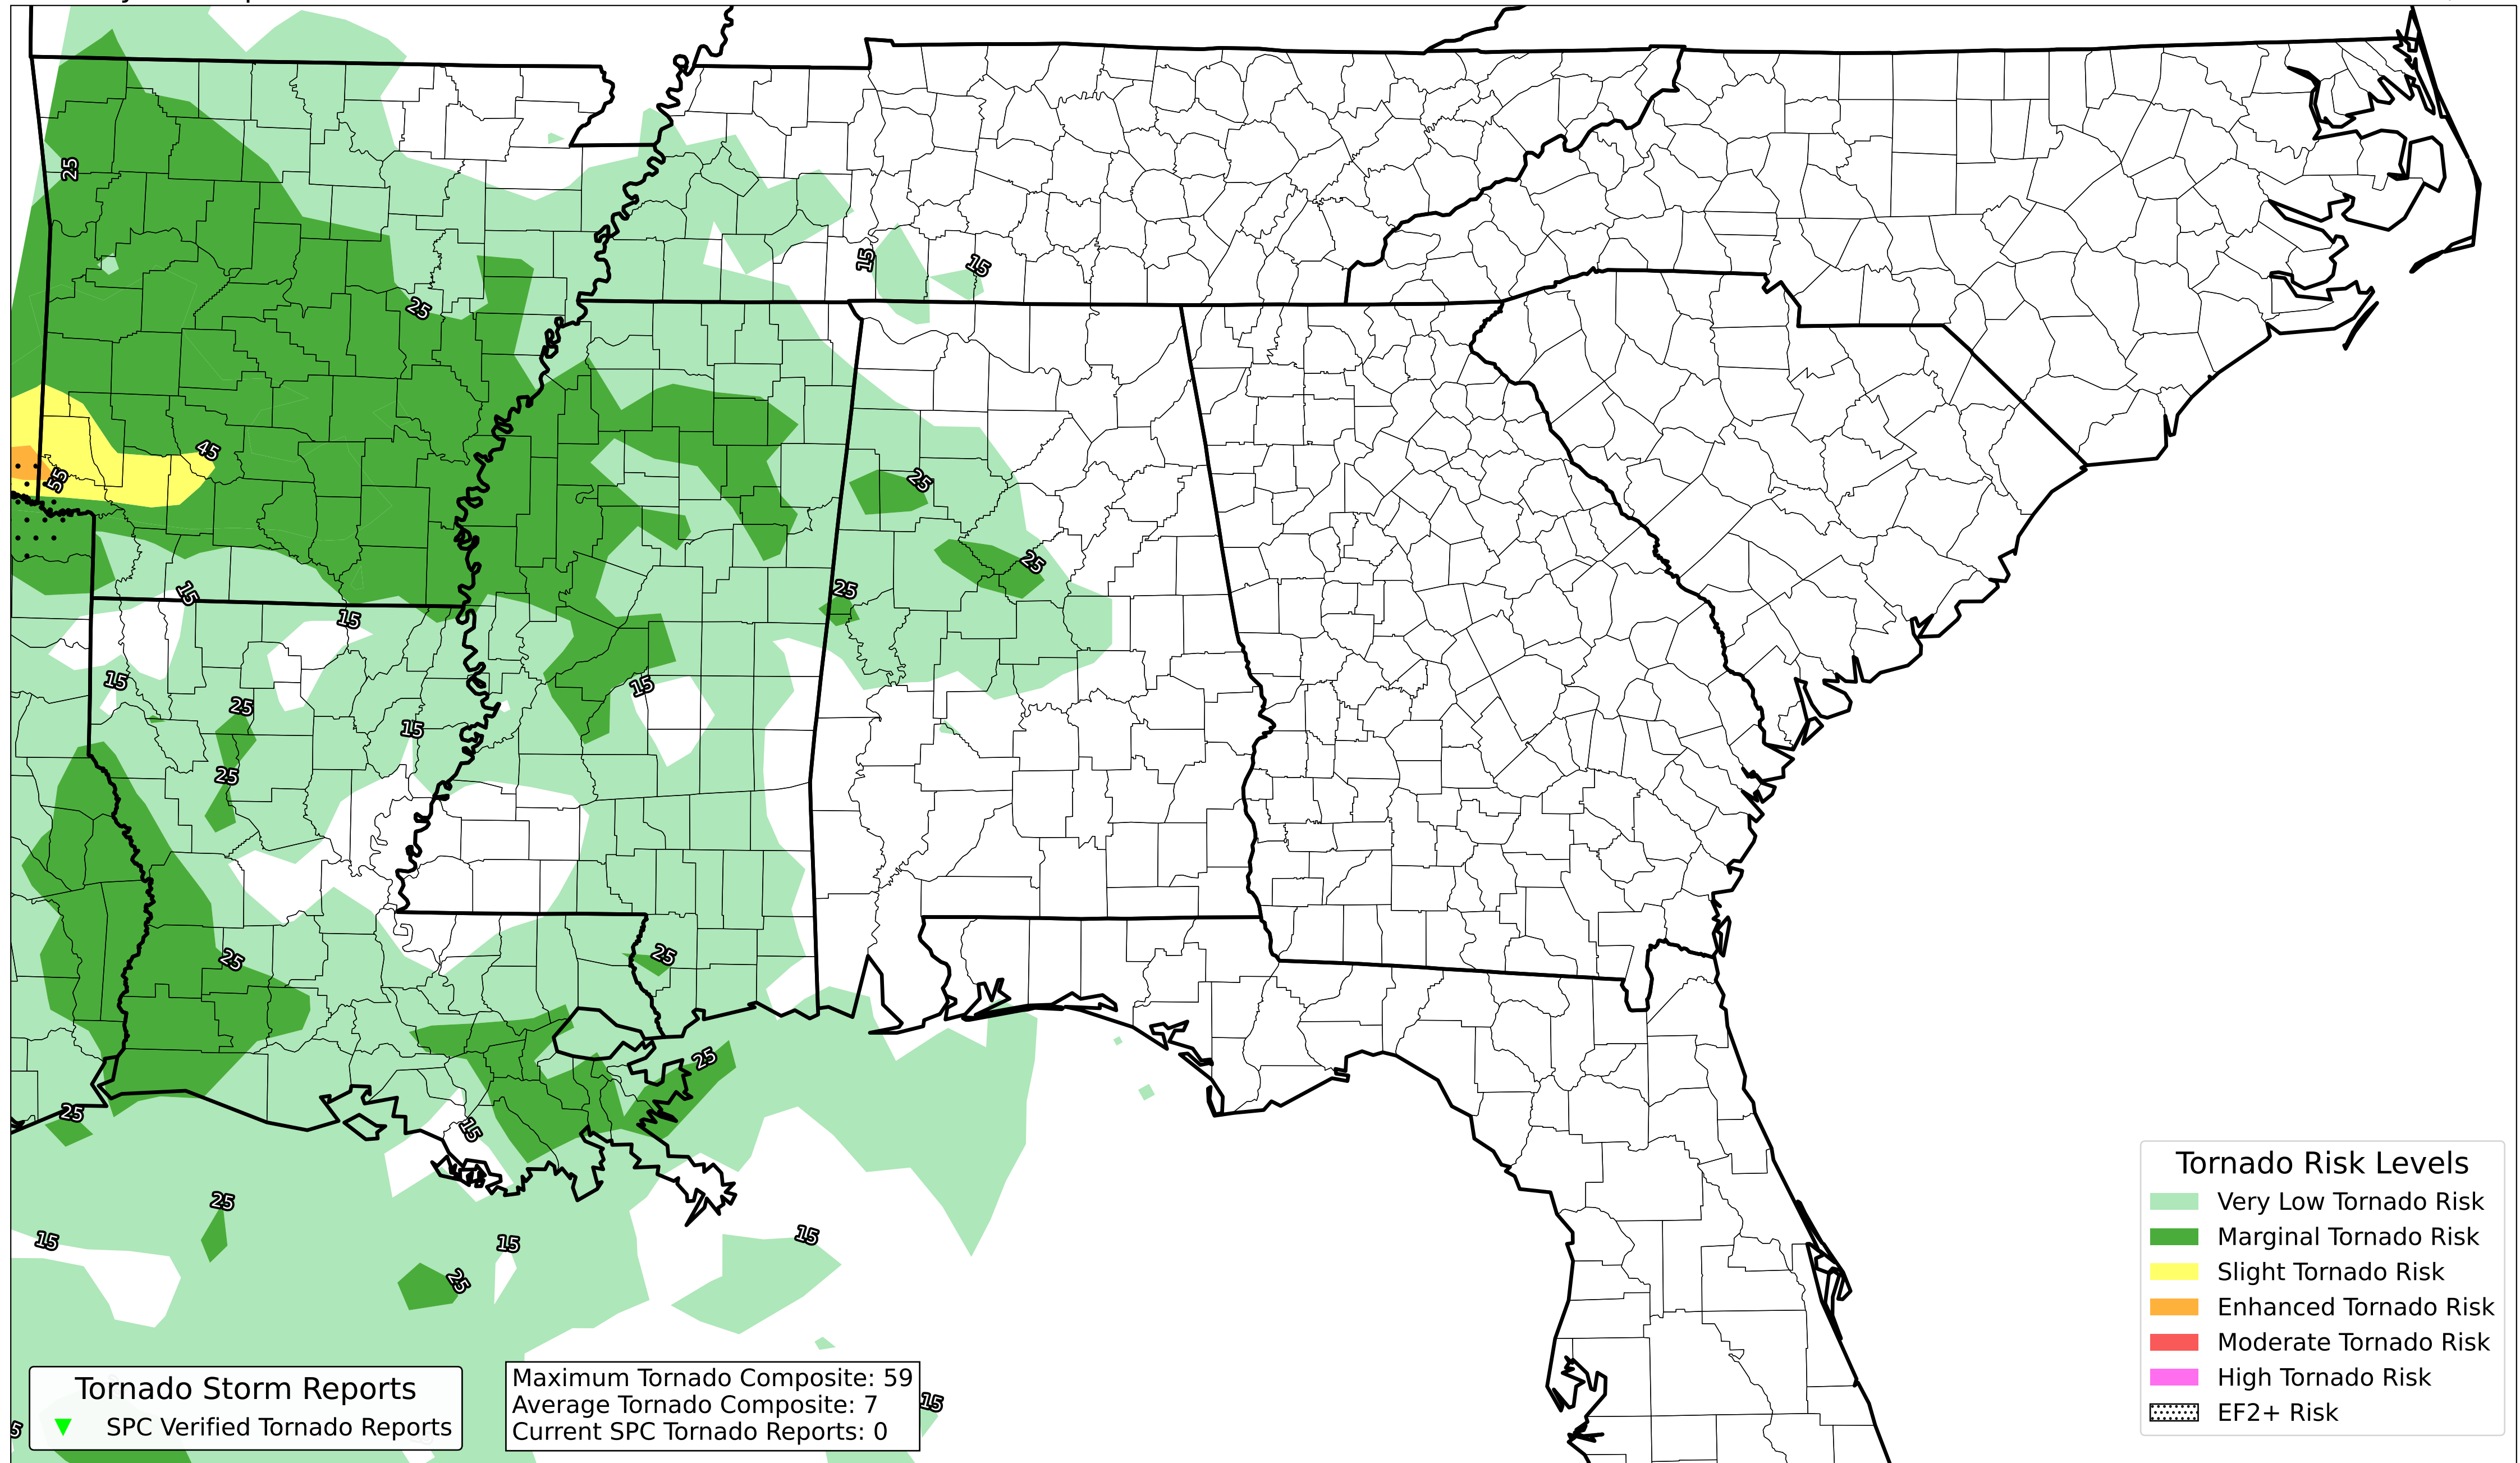 25
15
15
25
45
55
25
25
25
15
15
15
15
25
15
25
25
25
25
25
25
15
25
15
15
15
25
15
5
Tornado Storm Reports
SPC Verified Tornado Reports
Maximum Tornado Composite: 59
Average Tornado Composite: 7
Current SPC Tornado Reports: 0
Tornado Risk Levels
Very Low Tornado Risk
Marginal Tornado Risk
Slight Tornado Risk
Enhanced Tornado Risk
Moderate Tornado Risk
High Tornado Risk
EF2+ Risk